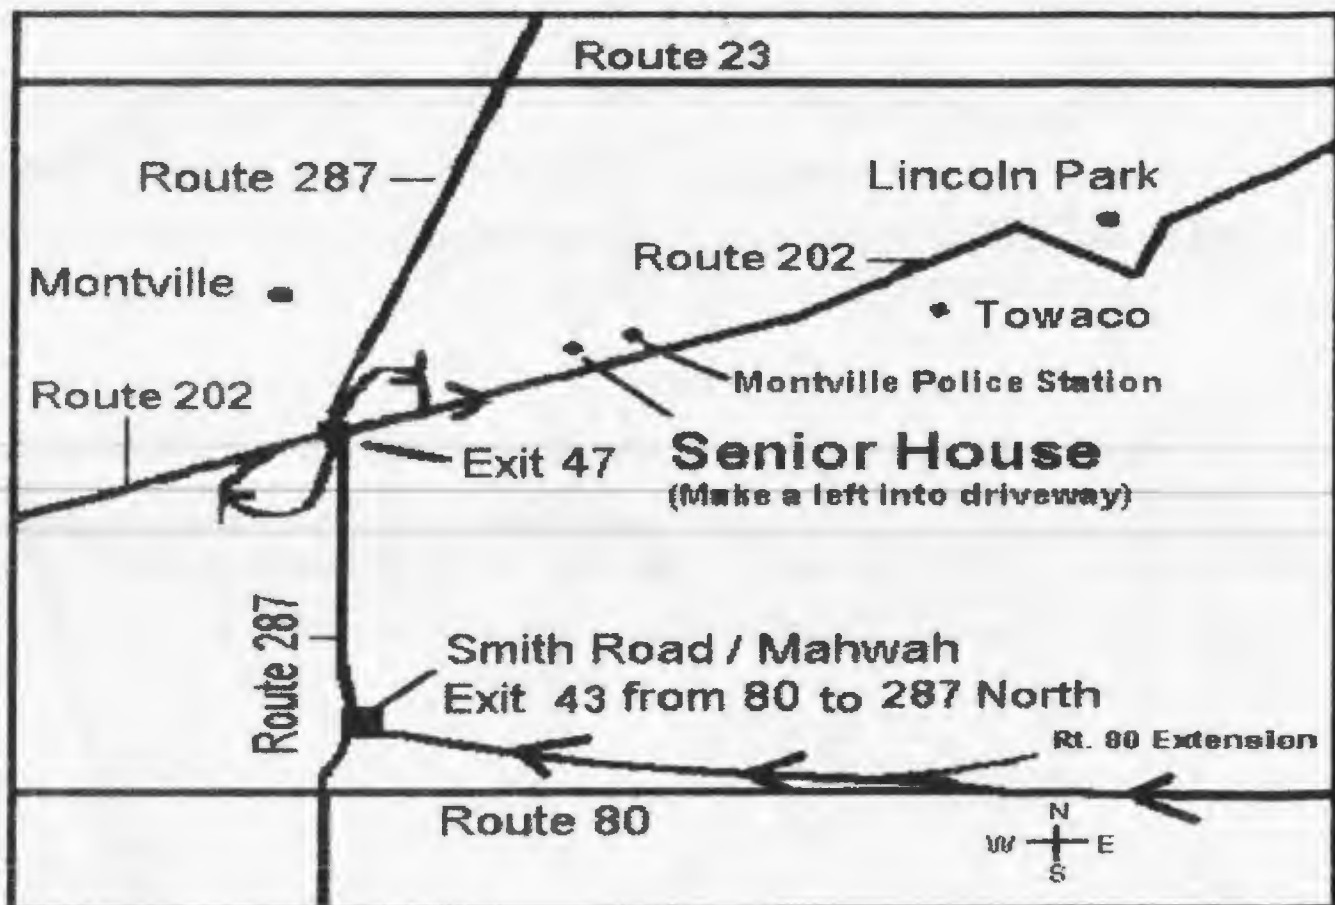 Route 23
Route 287
Lincoln Park
Route 202
Montville
Towaco
Montville Police Station
Route 202
Senior House
Exit 47
(Make a left into driveway)
Route 287
Smith Road / Mahwah
Exit 43 from 80 to 287 North
Rt. 80 Extension
Route 80
N
W E
S